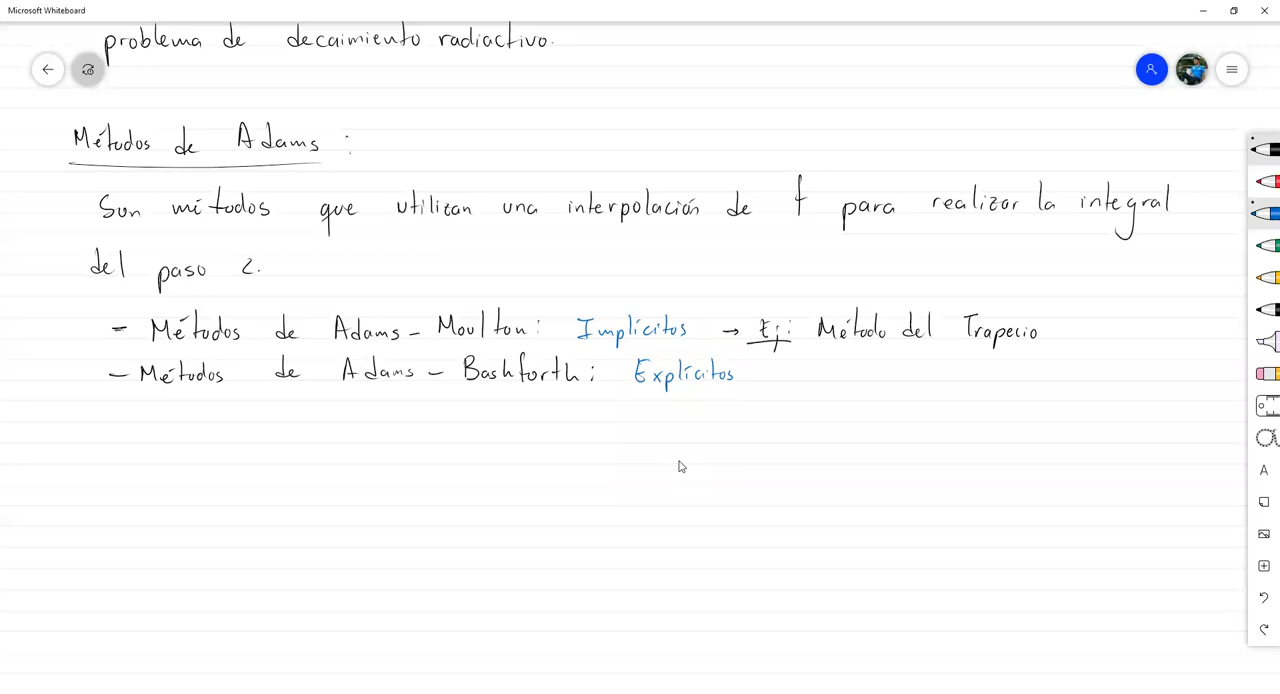 Microsoft Whiteboard
problema de decaimiento radiactivo.
Métodos de Adams :
Son métodos que utilizan una interpolación de f para realizar la integral
del paso 2.
- Métodos de Adams - Moulton: Implícitos → Ej: Método del Trapecio
- Métodos de Adams - Bashforth: Explícitos